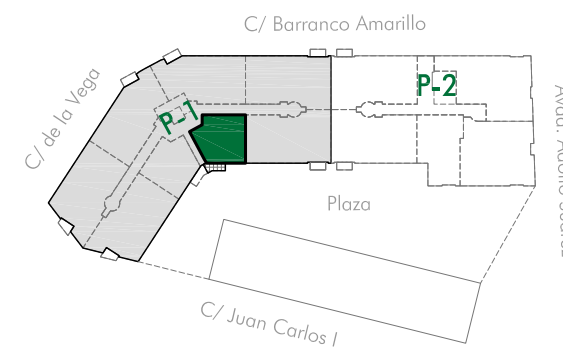 C/ Barranco Amarillo
C/ de la Vega
P-1
P-2
Plaza
C/ Juan Carlos I